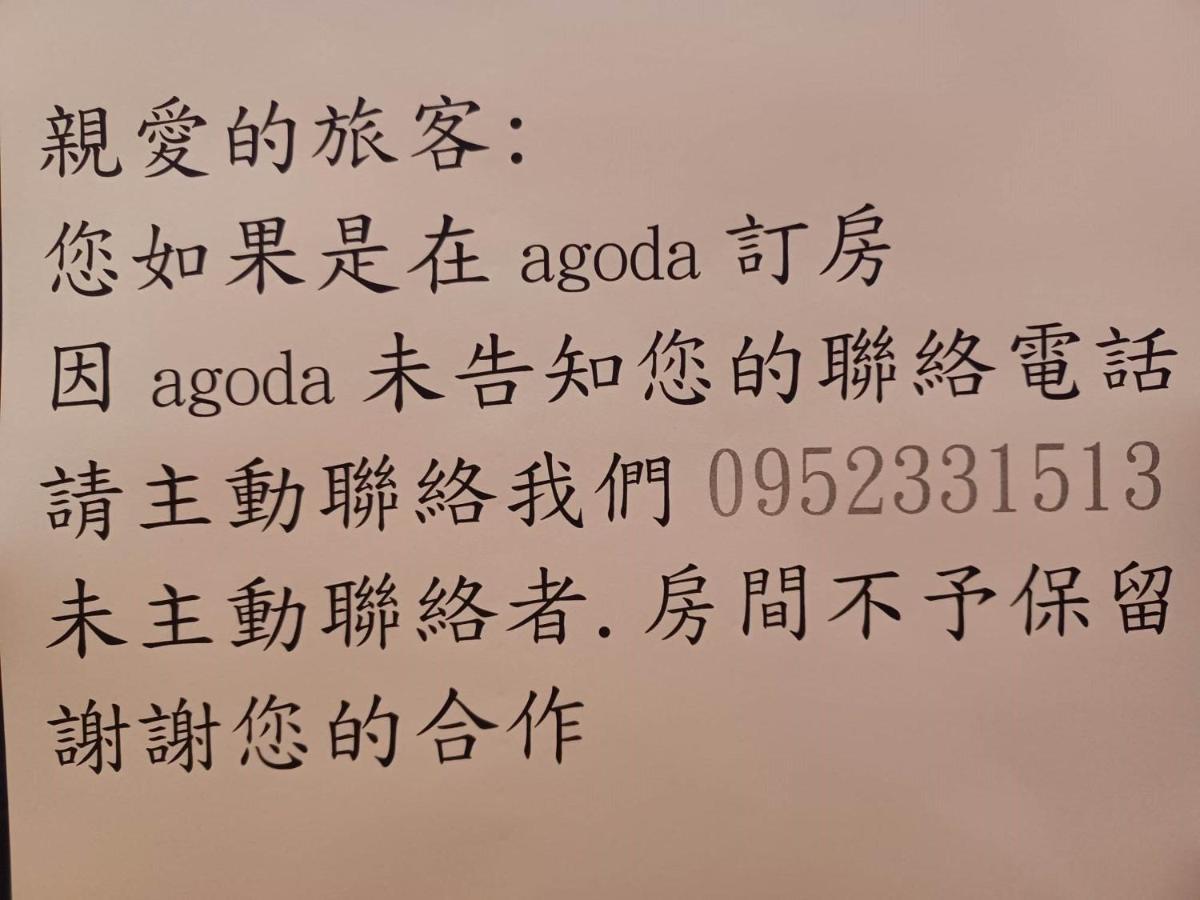 親愛的旅客:
您如果是在 agoda 訂房
因 agoda 未告知您的聯絡電話
請主動聯絡我們 0952331513
未主動聯絡者. 房間不予保留
謝謝您的合作